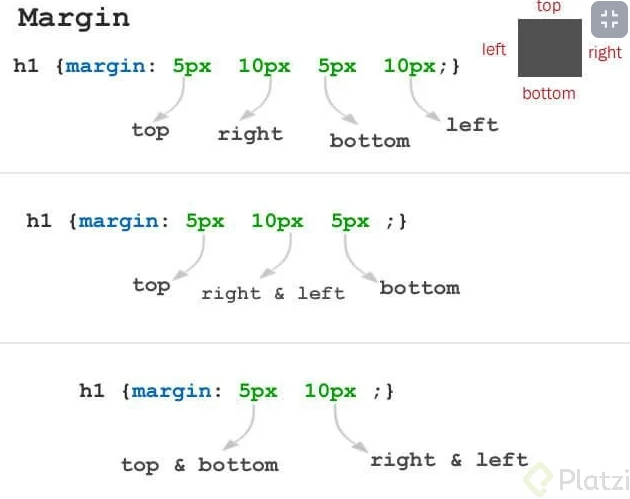 Margin
top
left
right
bottom
h1 {margin: 5px 10px 5px 10px;}
top
right
bottom
left
h1 {margin: 5px 10px 5px ;}
top
right & left
bottom
h1 {margin: 5px 10px ;}
top & bottom
right & left
Platzi